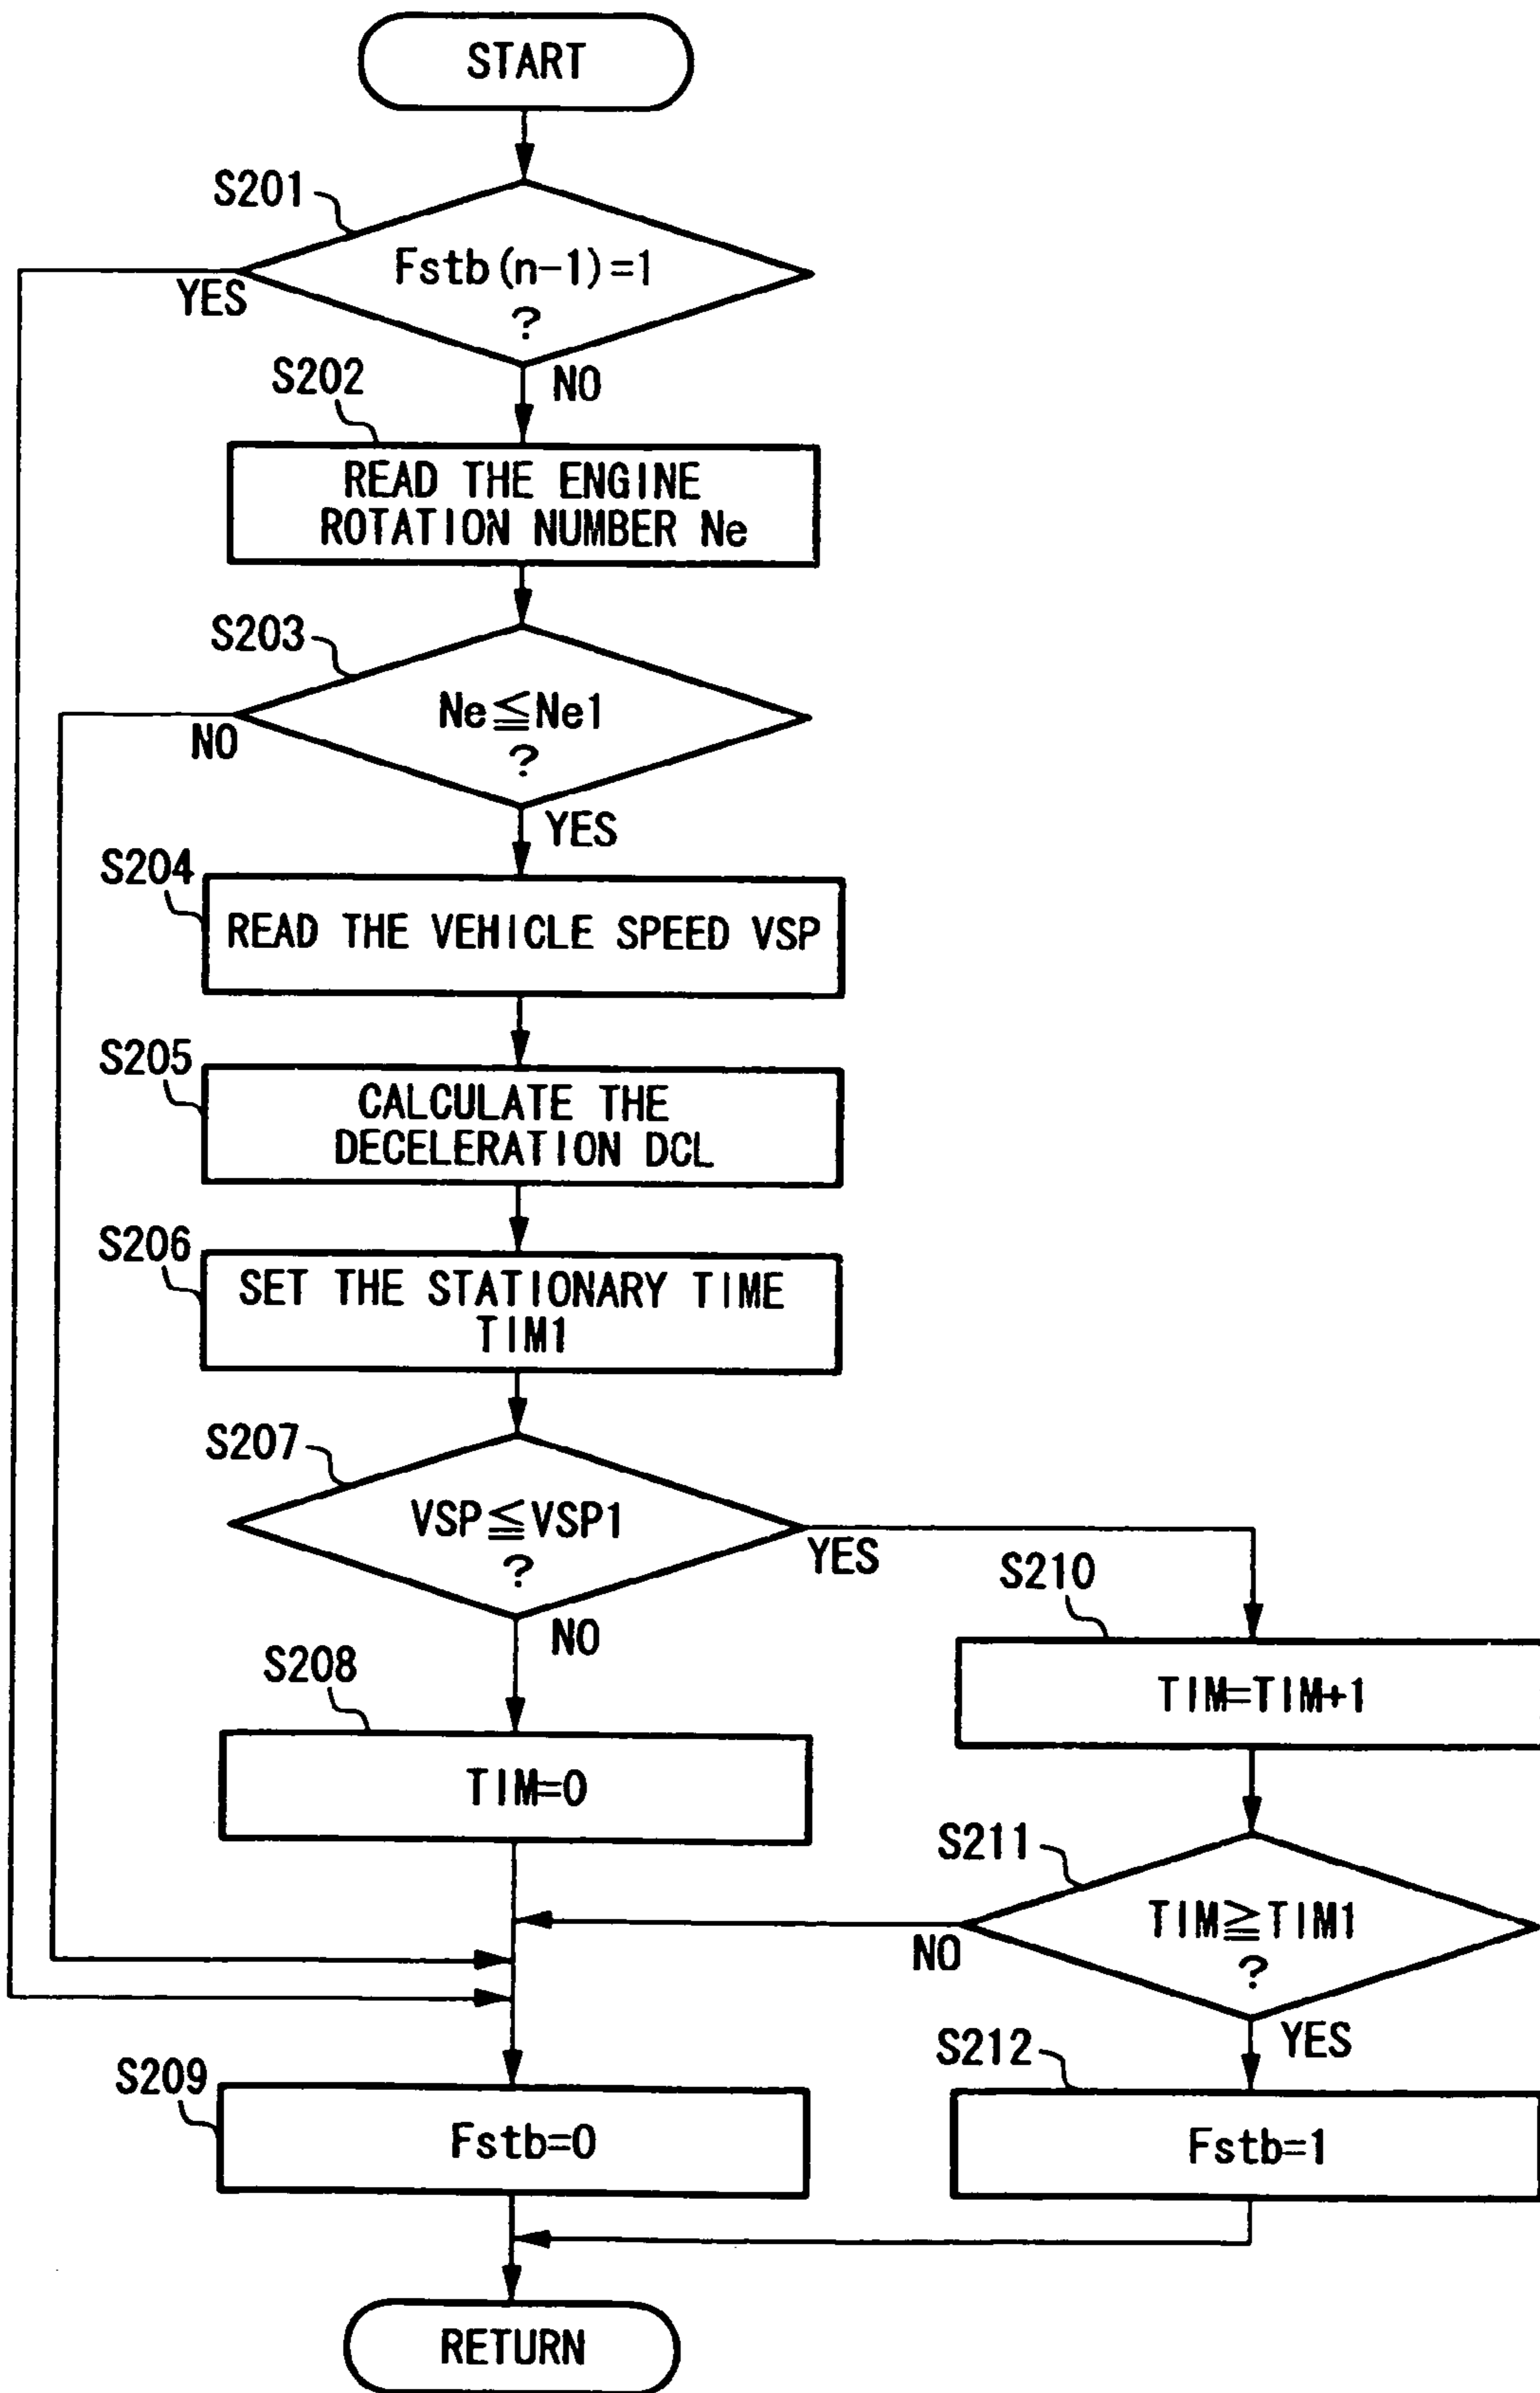 START
S201
Fstb(n-1)=1
?
YES
NO
S202
READ THE ENGINE
ROTATION NUMBER Ne
S203
Ne≦Ne1
?
NO
YES
S204
READ THE VEHICLE SPEED VSP
S205
CALCULATE THE
DECELERATION DCL
S206
SET THE STATIONARY TIME
TIM1
S207
VSP≦VSP1
?
YES
NO
S210
TIM=TIM+1
S208
TIM=0
S211
TIM≧TIM1
?
NO
YES
S209
Fstb=0
S212
Fstb=1
RETURN